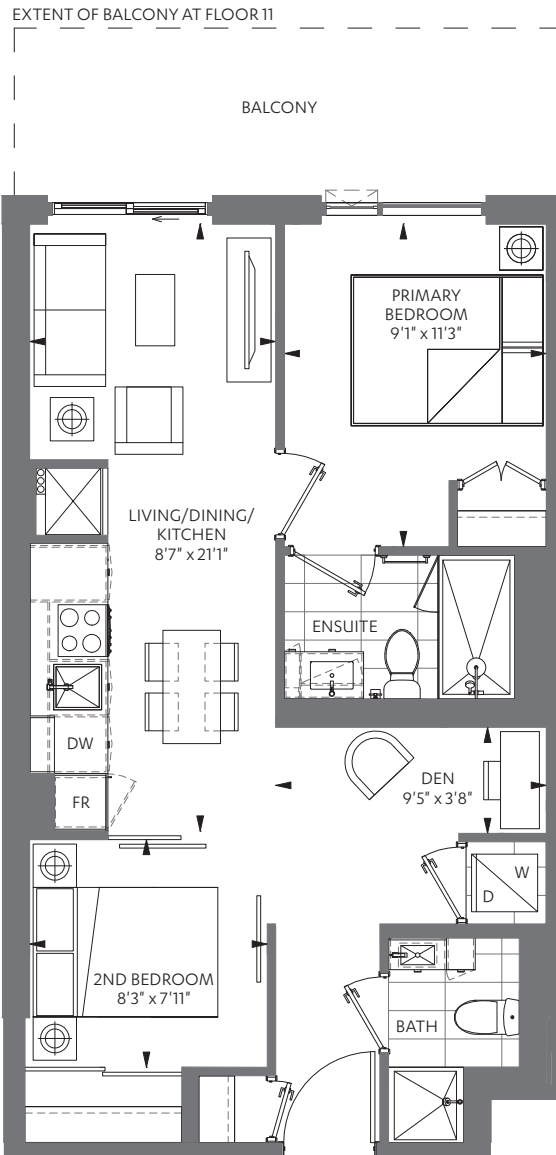 EXTENT OF BALCONY AT FLOOR 11
BALCONY
PRIMARY
BEDROOM
9'1" x 11'3"
LIVING/DINING/
KITCHEN
8'7" x 21'1"
ENSUITE
DW
FR
DEN
9'5" x 3'8"
W
D
2ND BEDROOM
8'3" x 7'11"
BATH